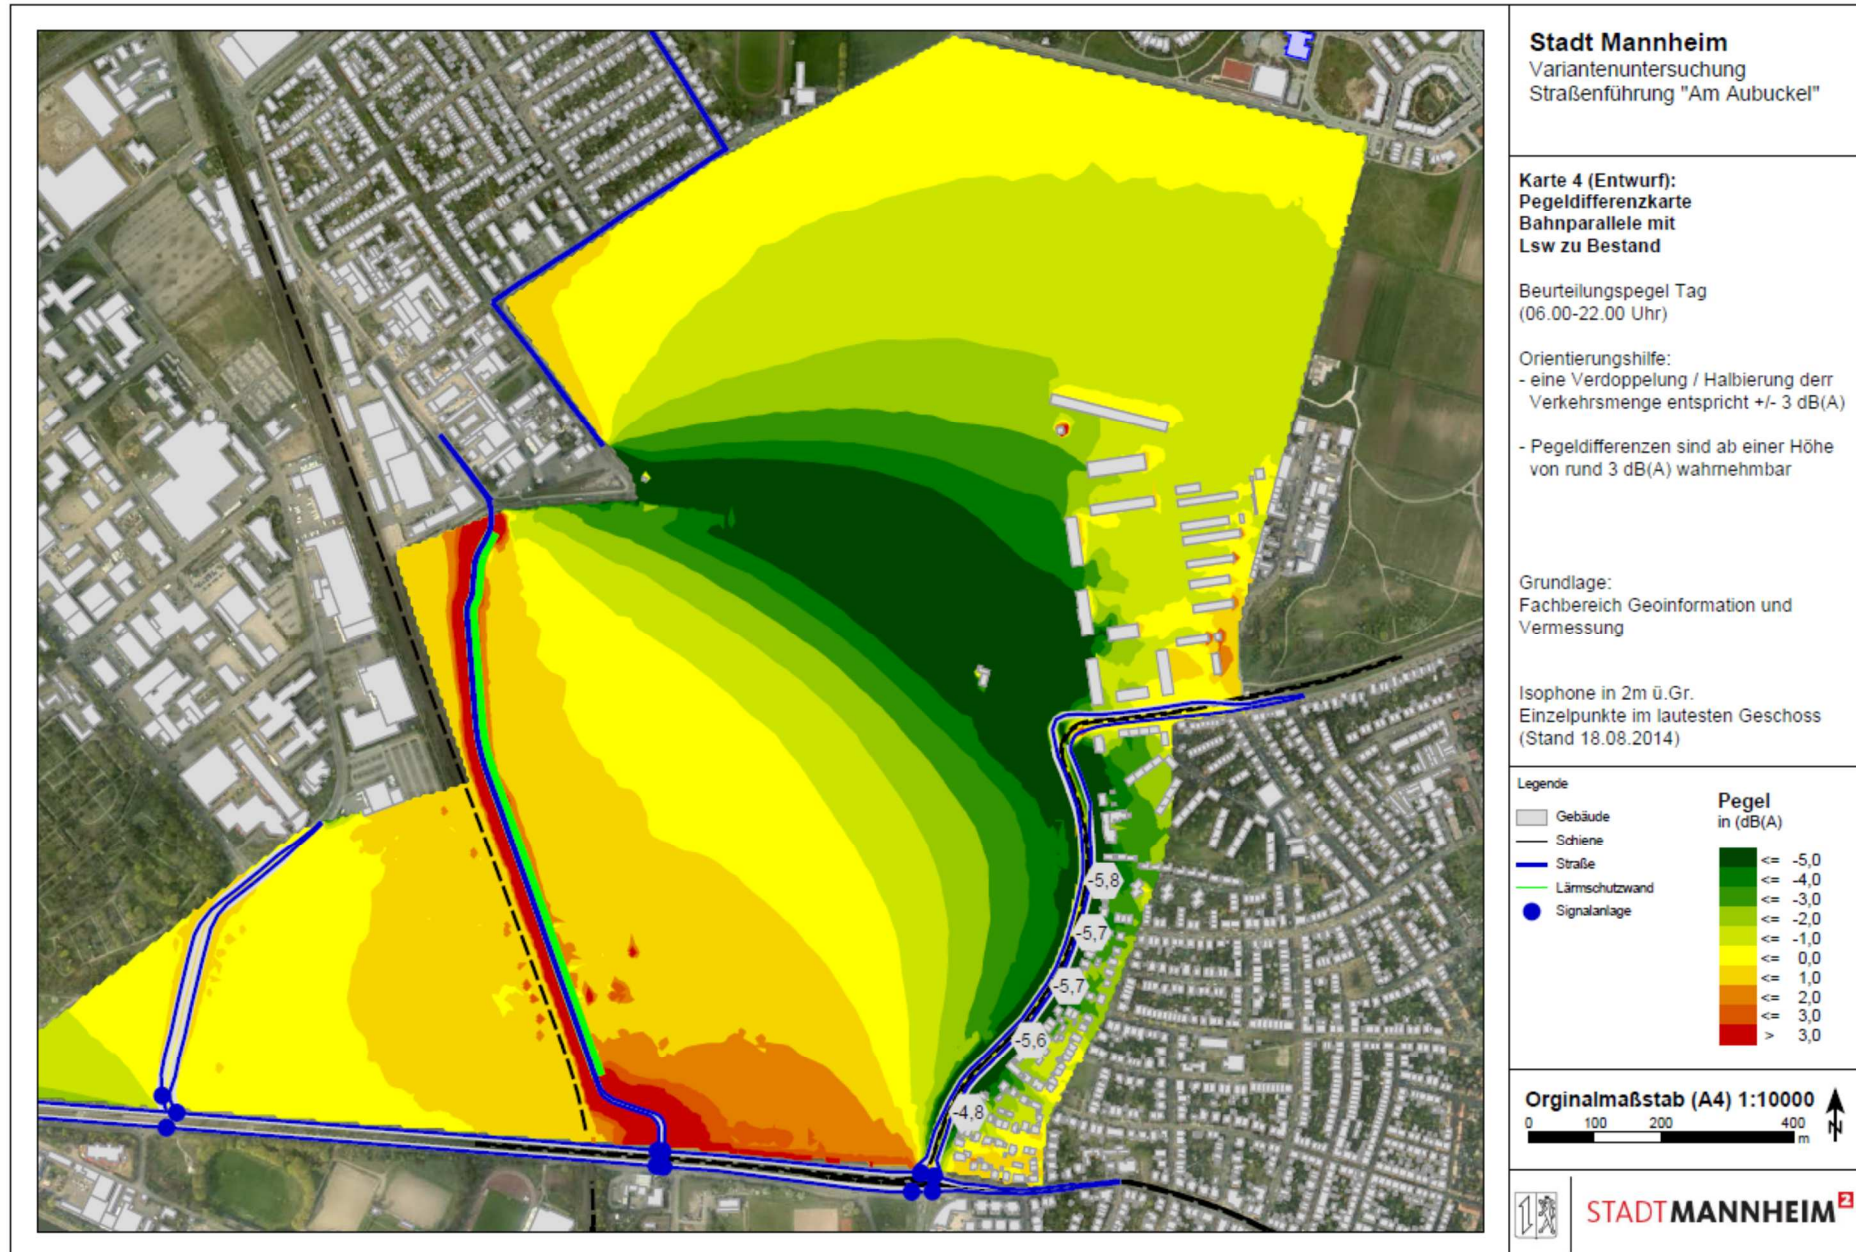 Stadt Mannheim
Variantenuntersuchung
Straßenführung "Am Aubuckel"
Karte 4 (Entwurf):
Pegeldifferenzkarte
Bahnparallele mit
Lsw zu Bestand
Beurteilungspegel Tag
(06.00-22.00 Uhr)
Orientierungshilfe:
- eine Verdoppelung / Halbierung derr
Verkehrsmenge entspricht +/- 3 dB(A)
- Pegeldifferenzen sind ab einer Höhe
von rund 3 dB(A) wahrnehmbar
Grundlage:
Fachbereich Geoinformation und
Vermessung
Isophone in 2m ü.Gr.
Einzelpunkte im lautesten Geschoss
(Stand 18.08.2014)
Legende
Gebäude
Schiene
Straße
Lärmschutzwand
Signalanlage
Pegel
in (dB(A)
<= -5,0
<= -4,0
<= -3,0
<= -2,0
<= -1,0
<= 0,0
<= 1,0
<= 2,0
<= 3,0
> 3,0
Orginalmaßstab (A4) 1:10000
0 100 200 400
m
N
STADTMANNHEIM2
-5,8
-5,7
-5,7
-5,6
-4,8